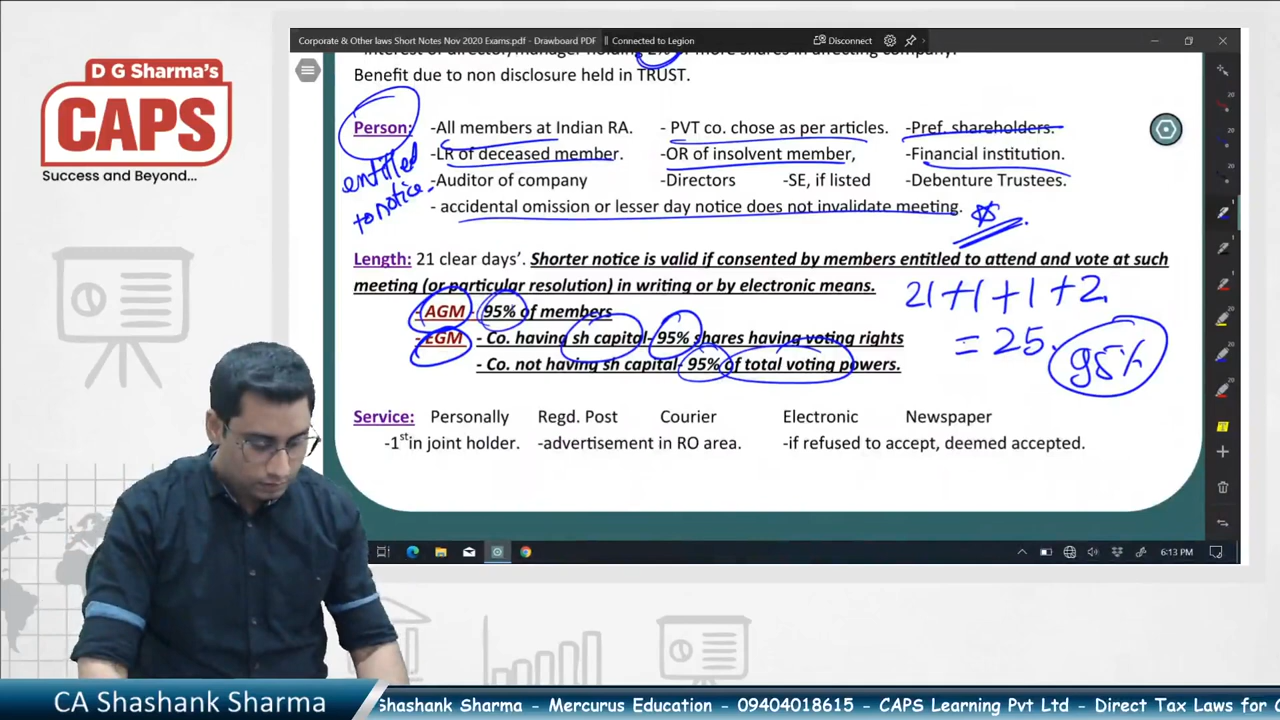 D G Sharma's
CAPS
Success and Beyond...
Corporate & Other laws Short Notes Nov 2020 Exams.pdf - Drawboard PDF || Connected to Legion
Disconnect
Benefit due to non disclosure held in TRUST.
Person: -All members at Indian RA. - PVT co. chose as per articles. -Pref. shareholders.
-LR of deceased member. -OR of insolvent member, -Financial institution.
entitled
to notice
-Auditor of company -Directors -SE, if listed -Debenture Trustees.
- accidental omission or lesser day notice does not invalidate meeting.
Length: 21 clear days'. Shorter notice is valid if consented by members entitled to attend and vote at such
meeting (or particular resolution) in writing or by electronic means.
- AGM - 95% of members
- EGM - Co. having sh capital- 95% shares having voting rights
- Co. not having sh capital- 95% of total voting powers.
21 + 1 + 1 + 2
= 25.
95%
Service: Personally Regd. Post Courier Electronic Newspaper
-1st in joint holder. -advertisement in RO area. -if refused to accept, deemed accepted.
6:13 PM
CA Shashank Sharma
Shashank Sharma - Mercurus Education - 09404018615 - CAPS Learning Pvt Ltd - Direct Tax Laws for